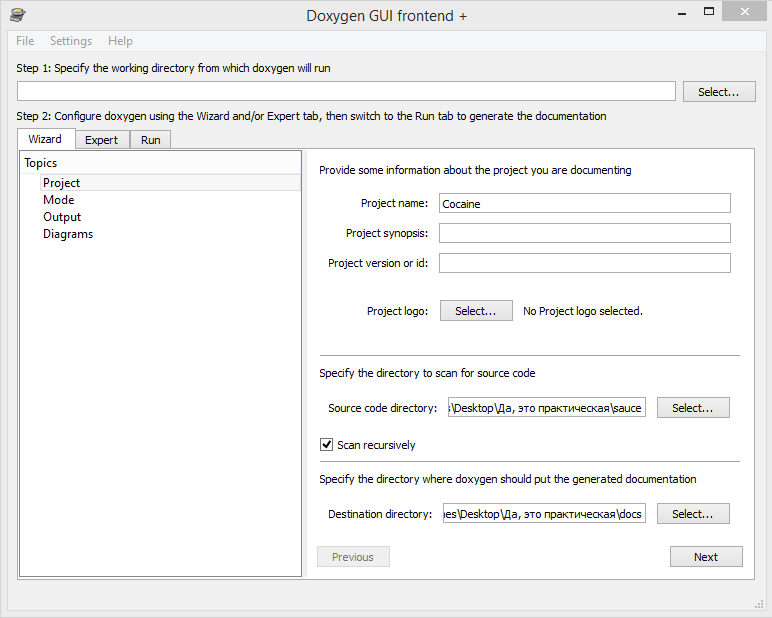 Doxygen GUI frontend +
File Settings Help
Step 1: Specify the working directory from which doxygen will run
Select...
Step 2: Configure doxygen using the Wizard and/or Expert tab, then switch to the Run tab to generate the documentation
Wizard Expert Run
Topics
Project
Mode
Output
Diagrams
Provide some information about the project you are documenting
Project name: Cocaine
Project synopsis:
Project version or id:
Project logo: Select... No Project logo selected.
Specify the directory to scan for source code
Source code directory: s\Desktop\Да, это практическая\sauce Select...
Scan recursively
Specify the directory where doxygen should put the generated documentation
Destination directory: nes\Desktop\Да, это практическая\docs Select...
Previous Next